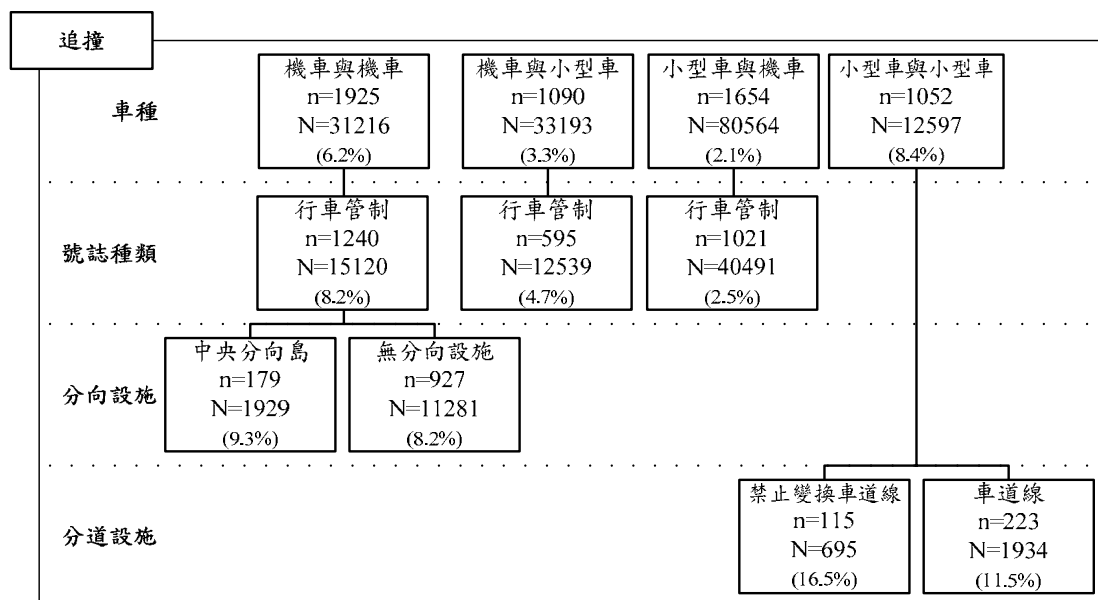 追撞
車種
機車與機車
n=1925
N=31216
(6.2%)
機車與小型車
n=1090
N=33193
(3.3%)
小型車與機車
n=1654
N=80564
(2.1%)
小型車與小型車
n=1052
N=12597
(8.4%)
號誌種類
行車管制
n=1240
N=15120
(8.2%)
行車管制
n=595
N=12539
(4.7%)
行車管制
n=1021
N=40491
(2.5%)
分向設施
中央分向島
n=179
N=1929
(9.3%)
無分向設施
n=927
N=11281
(8.2%)
分道設施
禁止變換車道線
n=115
N=695
(16.5%)
車道線
n=223
N=1934
(11.5%)